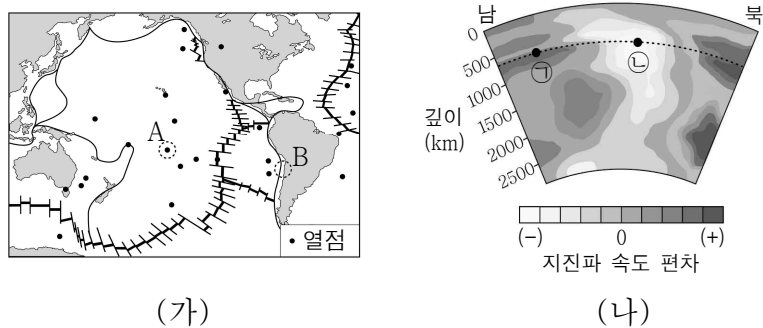 A
B
• 열점
(가)
남
북
0
500
1000
1500
2000
2500
깊이
(km)
㉠
㉡
(−) 0 (+)
지진파 속도 편차
(나)